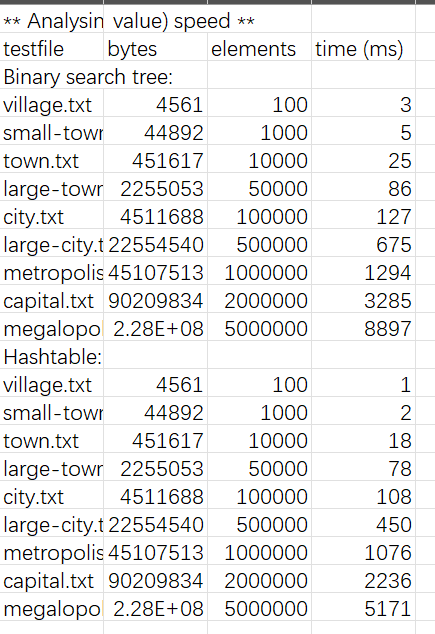 ** Analysin value) speed **
testfile bytes elements time (ms)
Binary search tree:
village.txt 4561 100 3
small-town 44892 1000 5
town.txt 451617 10000 25
large-town 2255053 50000 86
city.txt 4511688 100000 127
large-city.t 22554540 500000 675
metropolis 45107513 1000000 1294
capital.txt 90209834 2000000 3285
megalopol 2.28E+08 5000000 8897
Hashtable:
village.txt 4561 100 1
small-town 44892 1000 2
town.txt 451617 10000 18
large-town 2255053 50000 78
city.txt 4511688 100000 108
large-city.t 22554540 500000 450
metropolis 45107513 1000000 1076
capital.txt 90209834 2000000 2236
megalopol 2.28E+08 5000000 5171